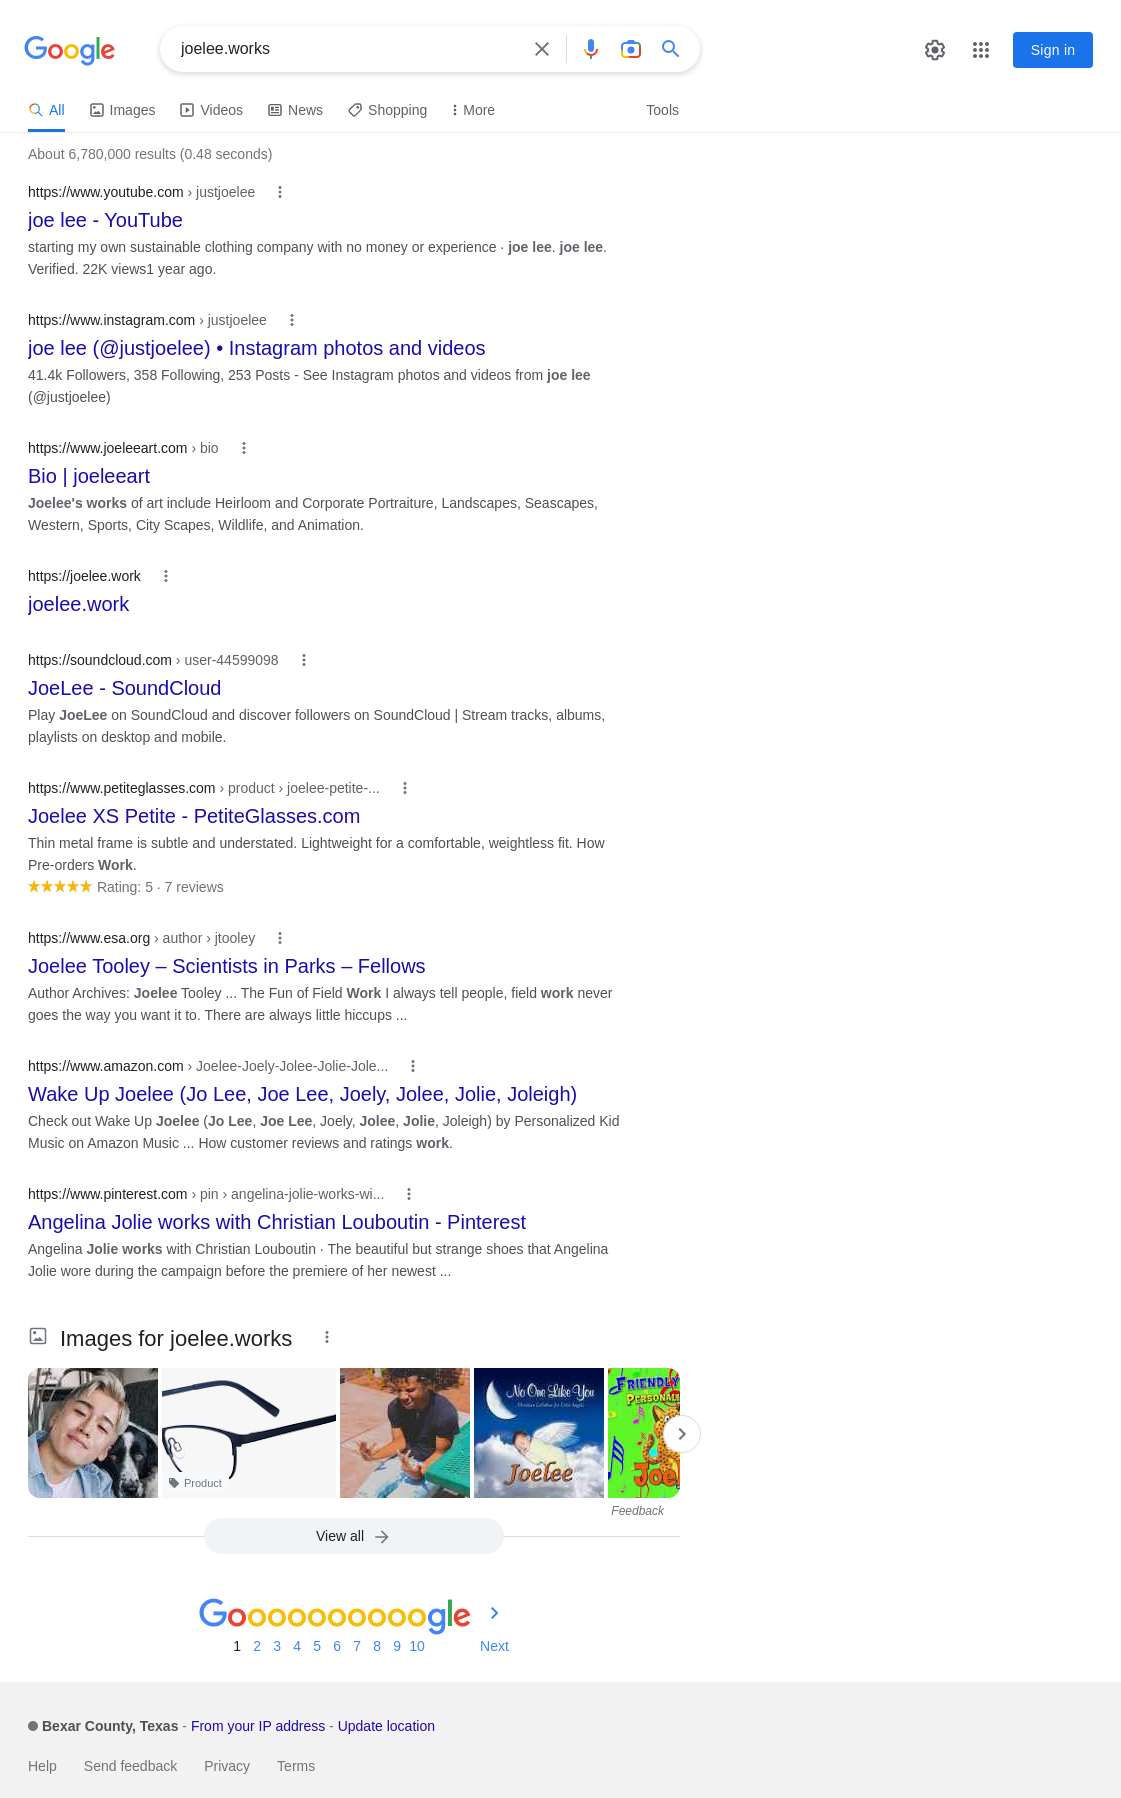 Google
joelee.works
Sign in
All Images Videos News Shopping More Tools
About 6,780,000 results (0.48 seconds)
https://www.youtube.com › justjoelee
joe lee - YouTube
starting my own sustainable clothing company with no money or experience · joe lee. joe lee.
Verified. 22K views1 year ago.
https://www.instagram.com › justjoelee
joe lee (@justjoelee) • Instagram photos and videos
41.4k Followers, 358 Following, 253 Posts - See Instagram photos and videos from joe lee
(@justjoelee)
https://www.joeleeart.com › bio
Bio | joeleeart
Joelee's works of art include Heirloom and Corporate Portraiture, Landscapes, Seascapes,
Western, Sports, City Scapes, Wildlife, and Animation.
https://joelee.work
joelee.work
https://soundcloud.com › user-44599098
JoeLee - SoundCloud
Play JoeLee on SoundCloud and discover followers on SoundCloud | Stream tracks, albums,
playlists on desktop and mobile.
https://www.petiteglasses.com › product › joelee-petite-...
Joelee XS Petite - PetiteGlasses.com
Thin metal frame is subtle and understated. Lightweight for a comfortable, weightless fit. How
Pre-orders Work.
Rating: 5 · 7 reviews
https://www.esa.org › author › jtooley
Joelee Tooley – Scientists in Parks – Fellows
Author Archives: Joelee Tooley ... The Fun of Field Work I always tell people, field work never
goes the way you want it to. There are always little hiccups ...
https://www.amazon.com › Joelee-Joely-Jolee-Jolie-Jole...
Wake Up Joelee (Jo Lee, Joe Lee, Joely, Jolee, Jolie, Joleigh)
Check out Wake Up Joelee (Jo Lee, Joe Lee, Joely, Jolee, Jolie, Joleigh) by Personalized Kid
Music on Amazon Music ... How customer reviews and ratings work.
https://www.pinterest.com › pin › angelina-jolie-works-wi...
Angelina Jolie works with Christian Louboutin - Pinterest
Angelina Jolie works with Christian Louboutin · The beautiful but strange shoes that Angelina
Jolie wore during the campaign before the premiere of her newest ...
Images for joelee.works
No One Like You
Joelee
FRIENDLY
PERSONAL
Joel
Product
Feedback
View all
Goooooooooogle
1 2 3 4 5 6 7 8 9 10 Next
Bexar County, Texas - From your IP address - Update location
Help Send feedback Privacy Terms